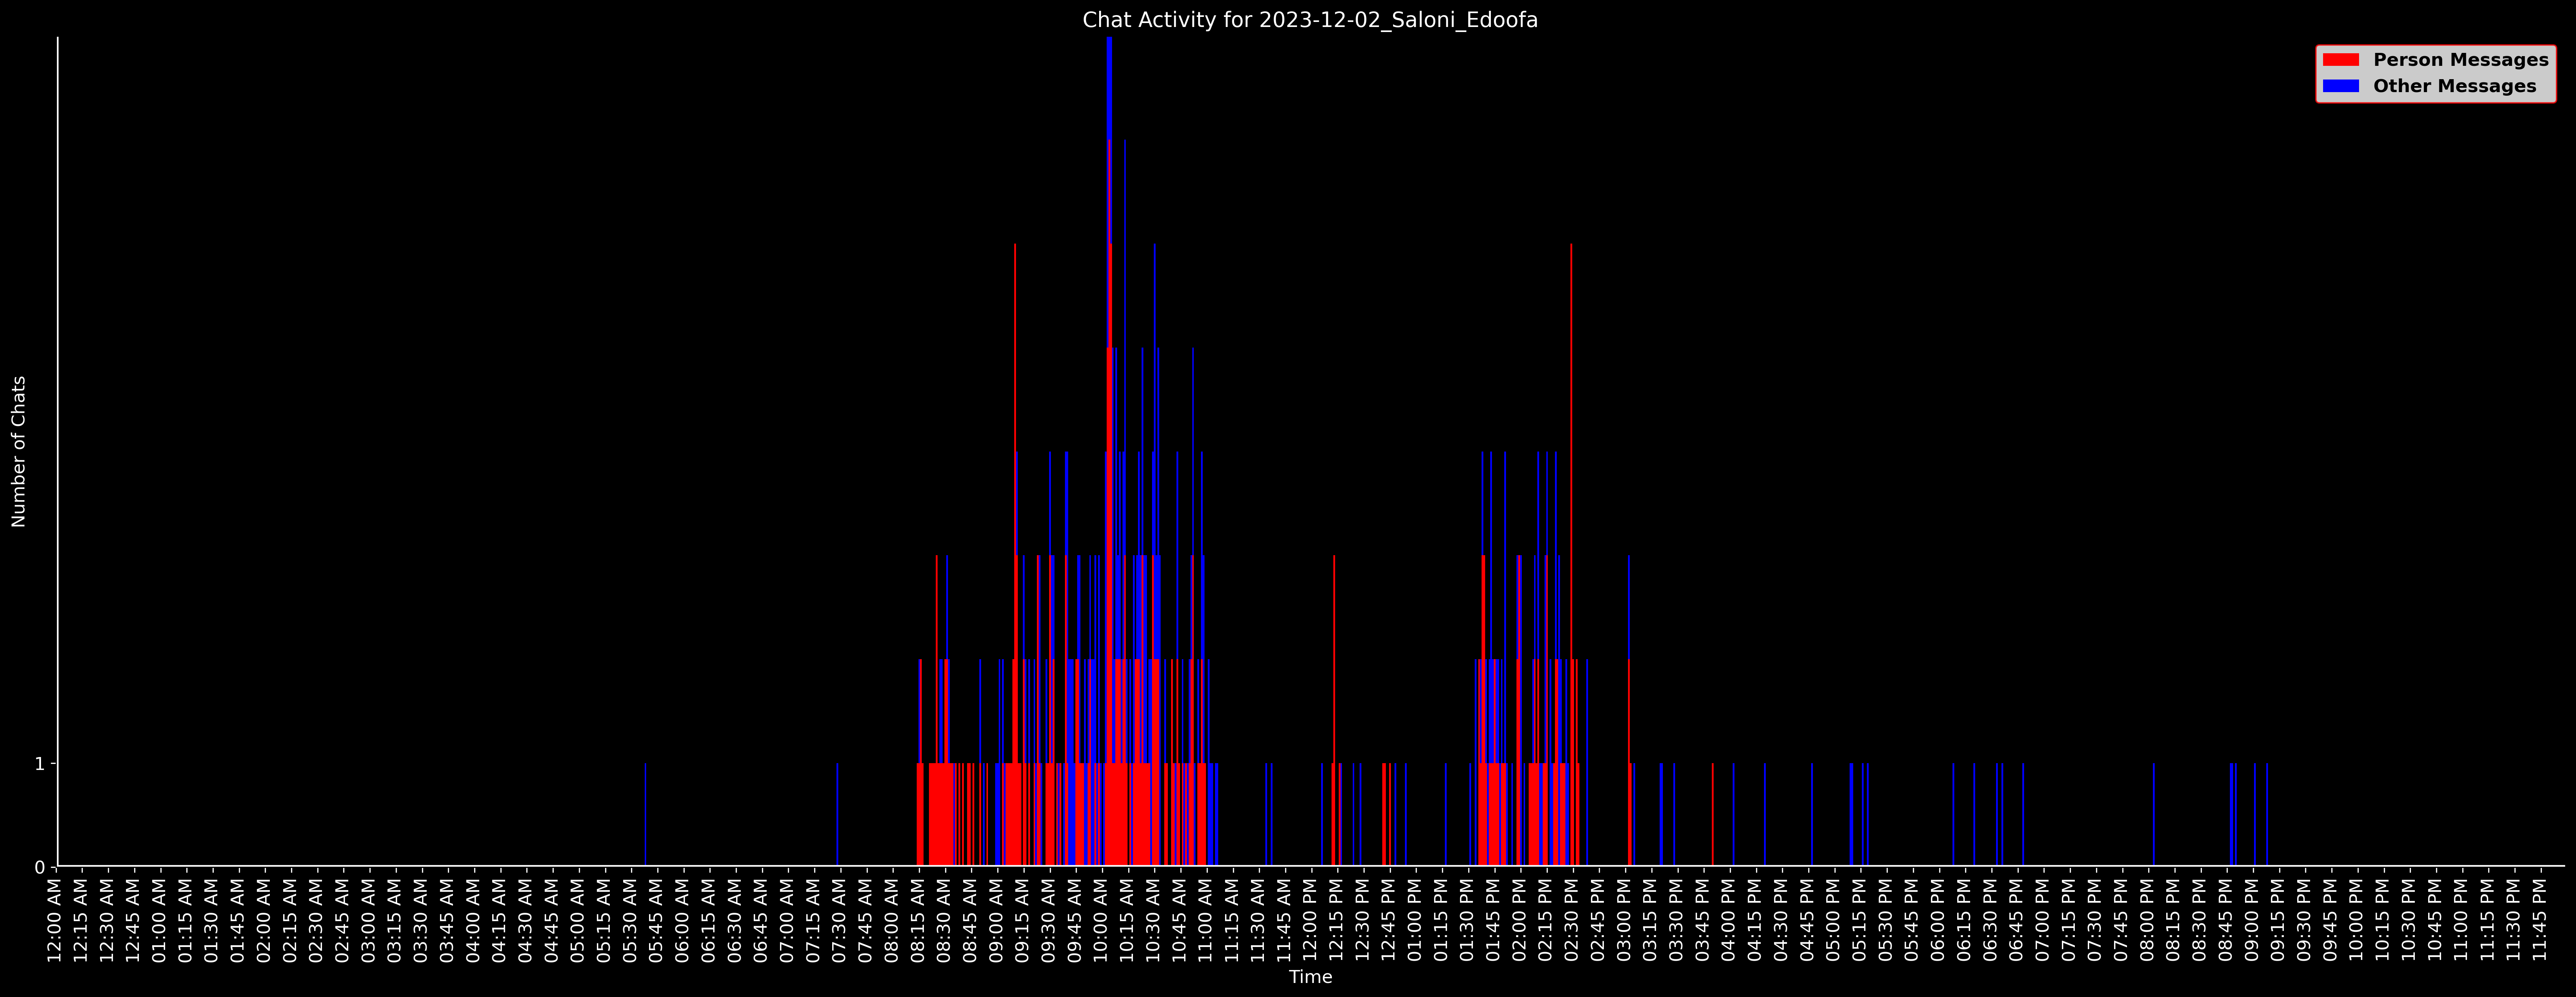 Chat Activity for 2023-12-02_Saloni_Edoofa
Person Messages
Other Messages
Number of Chats
1
0
12:00 AM
12:15 AM
12:30 AM
12:45 AM
01:00 AM
01:15 AM
01:30 AM
01:45 AM
02:00 AM
02:15 AM
02:30 AM
02:45 AM
03:00 AM
03:15 AM
03:30 AM
03:45 AM
04:00 AM
04:15 AM
04:30 AM
04:45 AM
05:00 AM
05:15 AM
05:30 AM
05:45 AM
06:00 AM
06:15 AM
06:30 AM
06:45 AM
07:00 AM
07:15 AM
07:30 AM
07:45 AM
08:00 AM
08:15 AM
08:30 AM
08:45 AM
09:00 AM
09:15 AM
09:30 AM
09:45 AM
10:00 AM
10:15 AM
10:30 AM
10:45 AM
11:00 AM
11:15 AM
11:30 AM
11:45 AM
12:00 PM
12:15 PM
12:30 PM
12:45 PM
01:00 PM
01:15 PM
01:30 PM
01:45 PM
02:00 PM
02:15 PM
02:30 PM
02:45 PM
03:00 PM
03:15 PM
03:30 PM
03:45 PM
04:00 PM
04:15 PM
04:30 PM
04:45 PM
05:00 PM
05:15 PM
05:30 PM
05:45 PM
06:00 PM
06:15 PM
06:30 PM
06:45 PM
07:00 PM
07:15 PM
07:30 PM
07:45 PM
08:00 PM
08:15 PM
08:30 PM
08:45 PM
09:00 PM
09:15 PM
09:30 PM
09:45 PM
10:00 PM
10:15 PM
10:30 PM
10:45 PM
11:00 PM
11:15 PM
11:30 PM
11:45 PM
Time